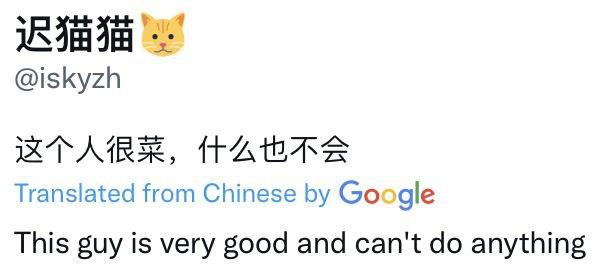 迟猫猫🐱
@iskyzh
这个人很菜，什么也不会
Translated from Chinese by Google
This guy is very good and can't do anything